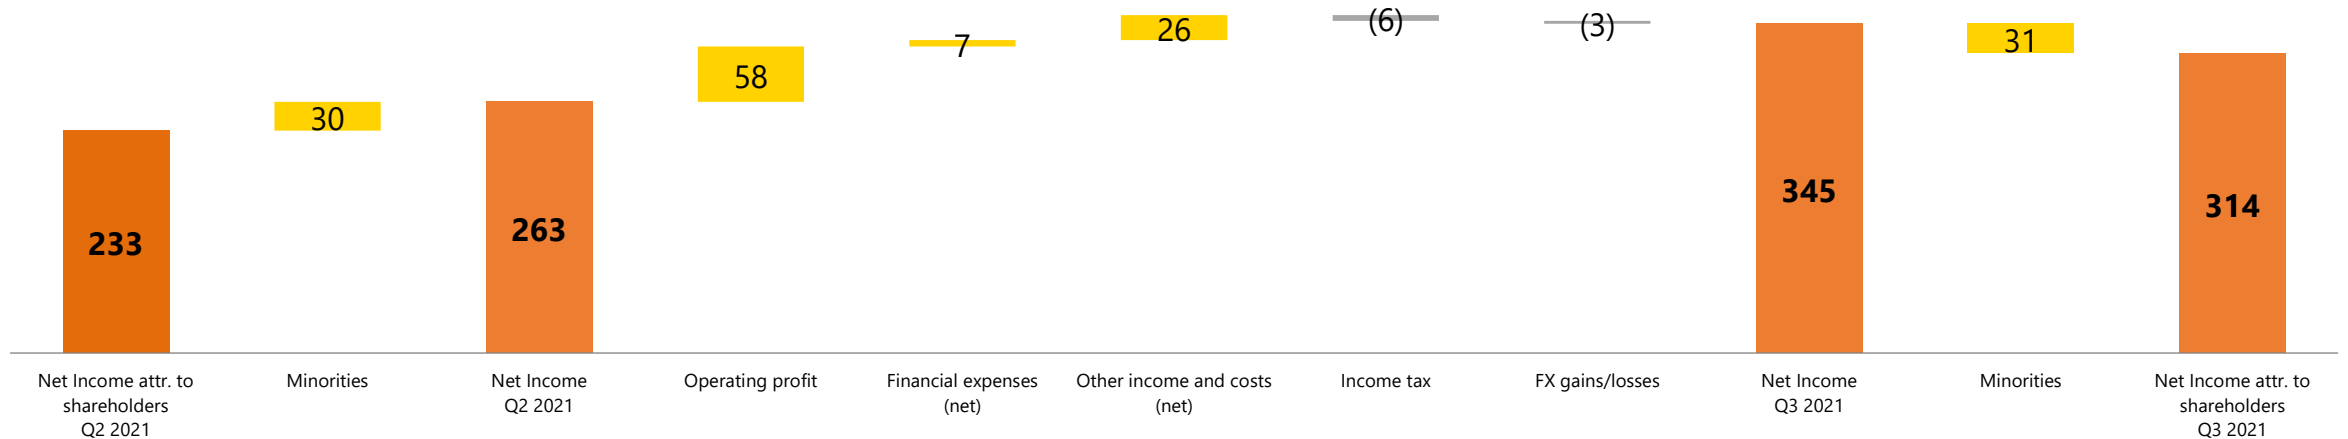 233
30
263
58
7
26
(6)
(3)
345
31
314
Net Income attr. to
shareholders
Q2 2021
Minorities
Net Income
Q2 2021
Operating profit
Financial expenses
(net)
Other income and costs
(net)
Income tax
FX gains/losses
Net Income
Q3 2021
Minorities
Net Income attr. to
shareholders
Q3 2021